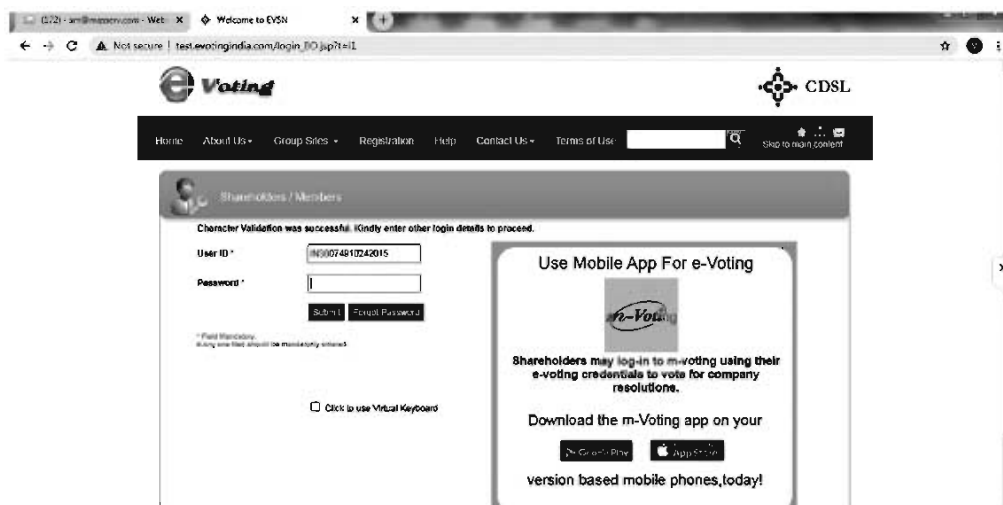 Welcome to EVSN
Not secure | test.evotingindia.com/login_IO.jsp?t=i1
e Voting
CDSL
Home About Us Group Sites Registration Help Contact Us Terms of Use
Skip to main content
Shareholders / Members
Character Validation was successful. Kindly enter other login details to proceed.
User ID *
Password *
Submit Forgot Password
* Field Mandatory.
Click to use Virtual Keyboard
Use Mobile App For e-Voting
m-Voting
Shareholders may log-in to m-voting using their
e-voting credentials to vote for company
resolutions.
Download the m-Voting app on your
Google Play App Store
version based mobile phones,today!